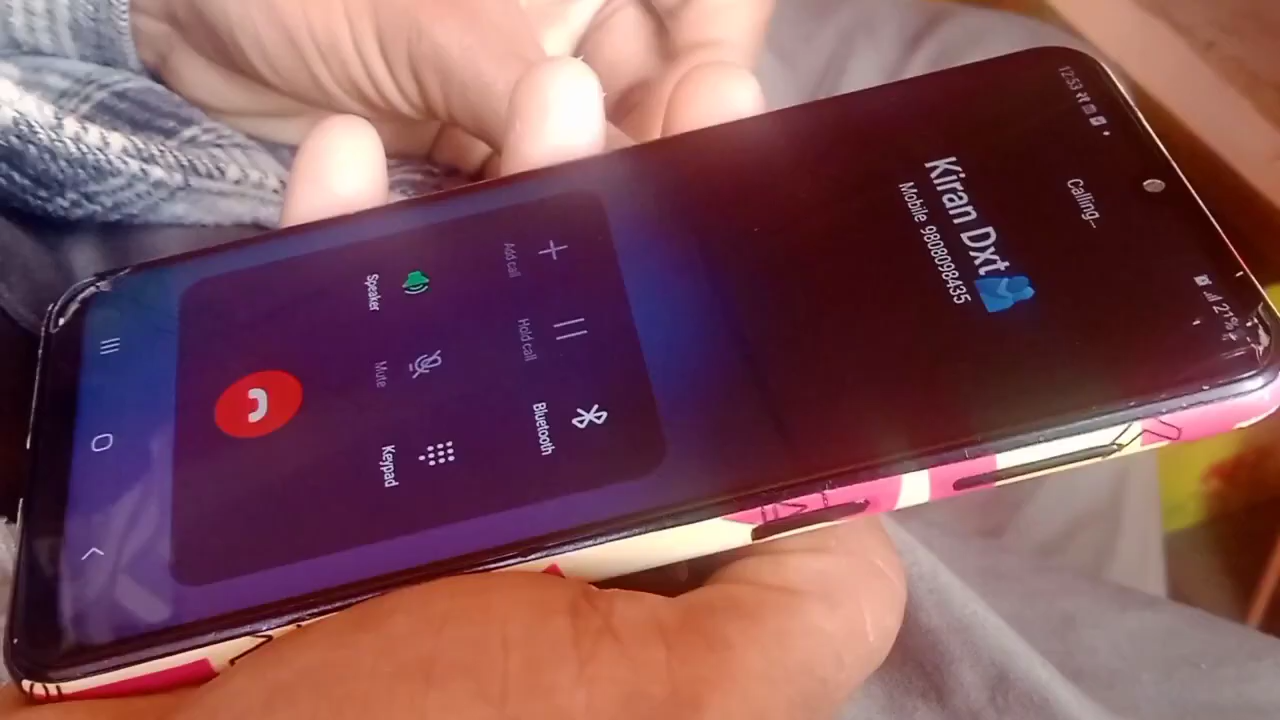 12:53
21%
Calling..
Kiran Dxt🫂
Mobile 9808098435
Add call
Hold call
Bluetooth
Speaker
Mute
Keypad